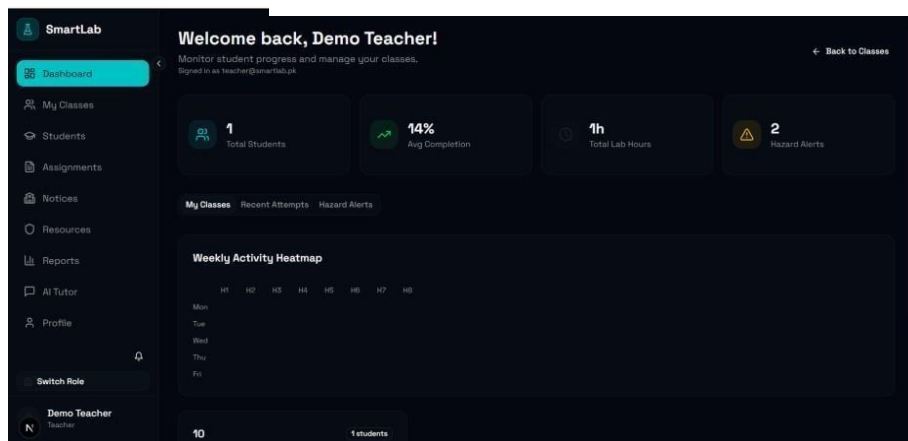 SmartLab
Dashboard
My Classes
Students
Assignments
Notices
Resources
Reports
AI Tutor
Profile
Switch Role
Demo Teacher
Teacher
N
Welcome back, Demo Teacher!
Monitor student progress and manage your classes.
Signed in as teacher@smartlab.pk
← Back to Classes
1
Total Students
14%
Avg Completion
1h
Total Lab Hours
2
Hazard Alerts
My Classes Recent Attempts Hazard Alerts
Weekly Activity Heatmap
H1 H2 H3 H4 H5 H6 H7 H8
Mon
Tue
Wed
Thu
Fri
10 1 students